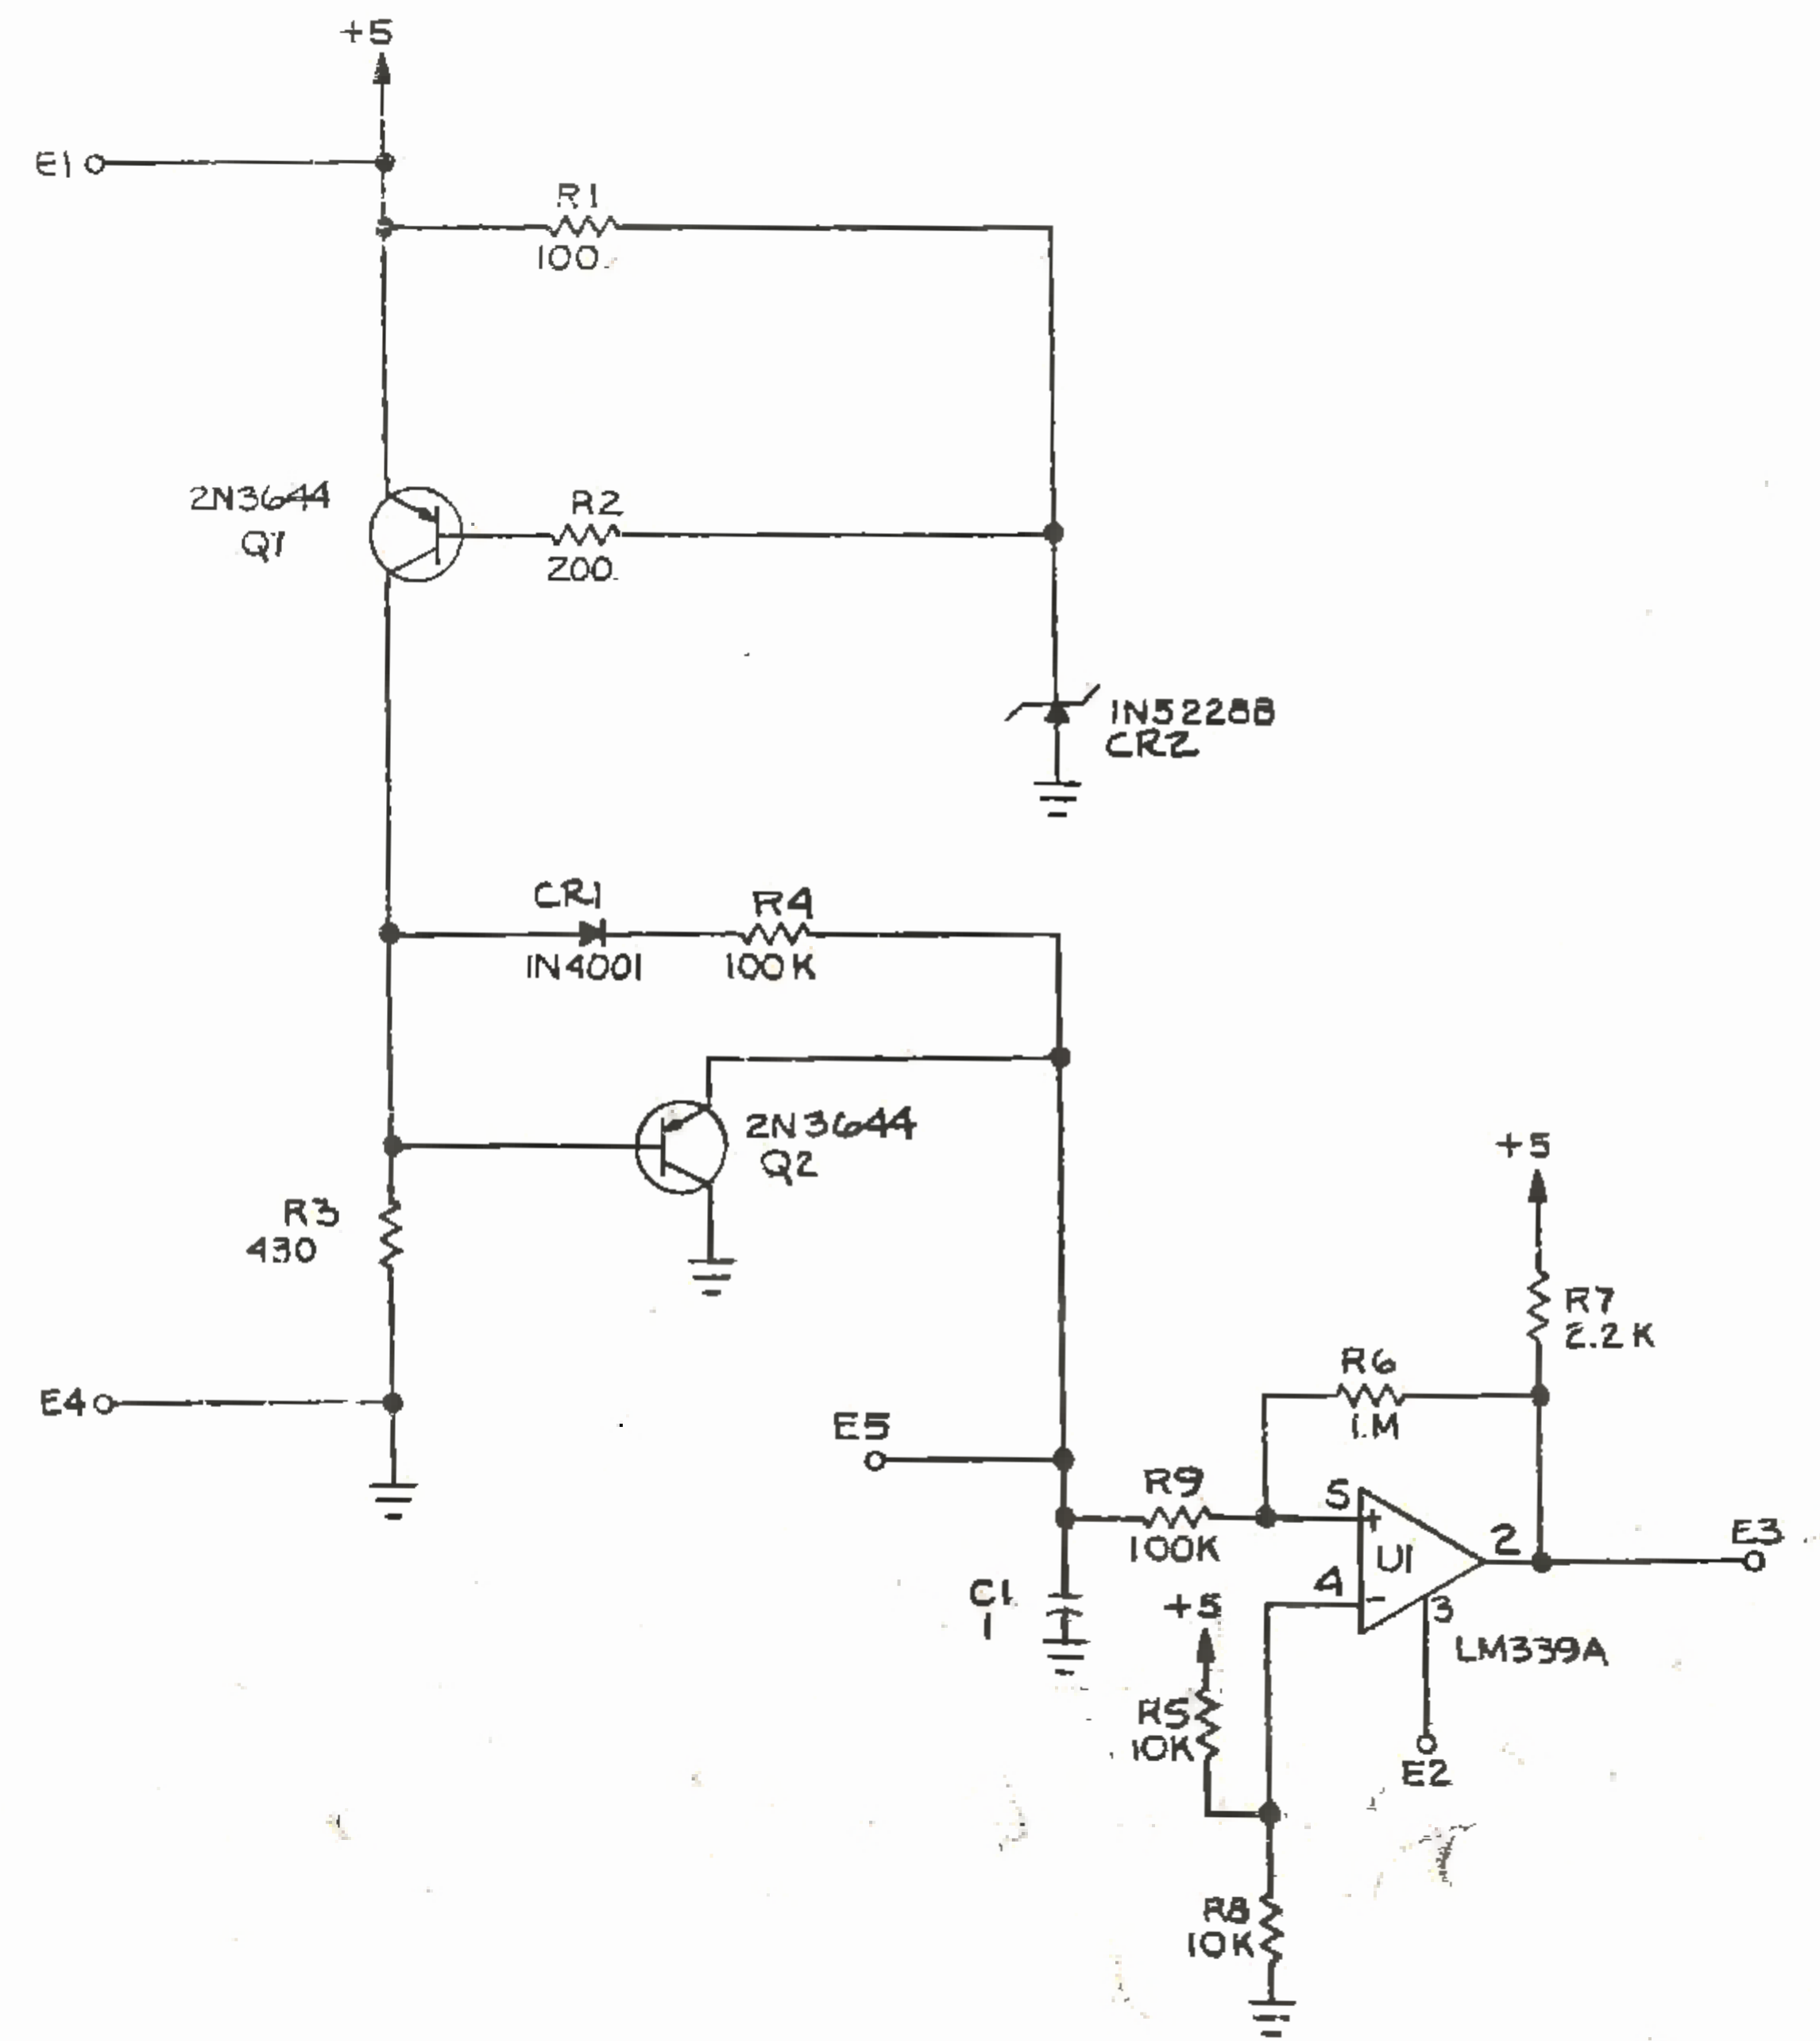 +5
E1
R1
100
2N3644
Q1
R2
200
1N5228B
CR2
CR1
1N4001
R4
100K
2N3644
Q2
R3
430
+5
R7
2.2K
R6
1M
E4
E5
R9
100K
5
+
U1
2
E3
4
-
3
LM339A
C1
1
+5
R5
10K
E2
R8
10K